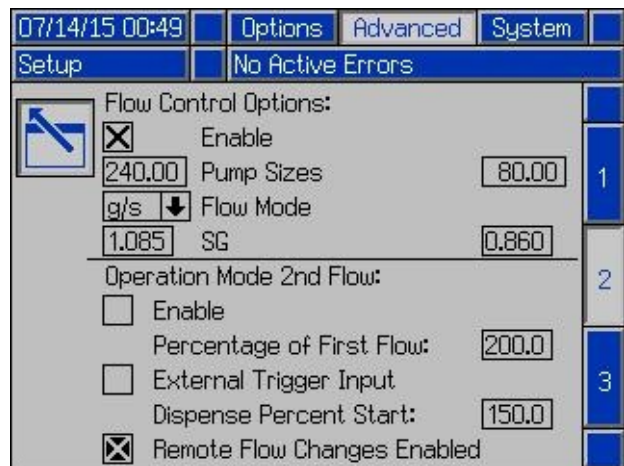 07/14/15 00:49 Options Advanced System
Setup No Active Errors
Flow Control Options:
Enable
240.00 Pump Sizes 80.00
g/s Flow Mode
1.085 SG 0.860
Operation Mode 2nd Flow:
Enable
Percentage of First Flow: 200.0
External Trigger Input
Dispense Percent Start: 150.0
Remote Flow Changes Enabled
1
2
3